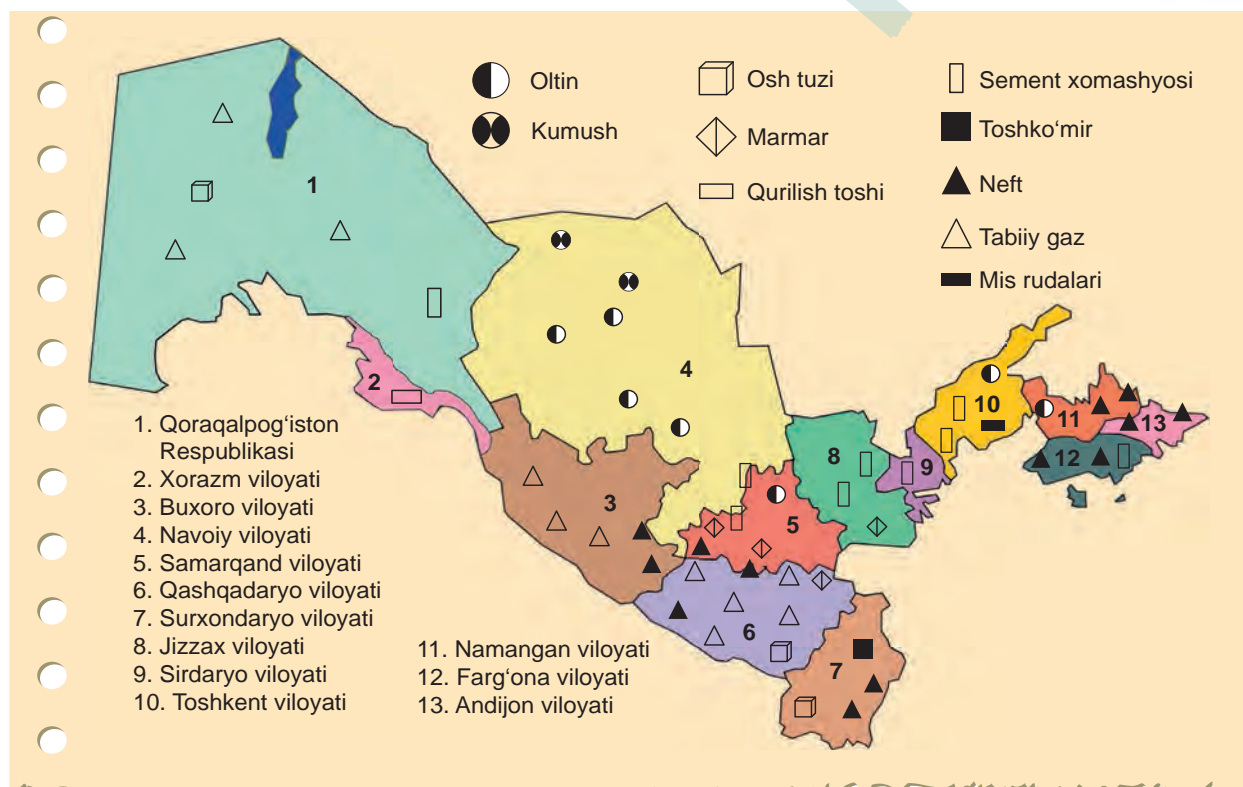 Oltin
Kumush
Osh tuzi
Marmar
Qurilish toshi
Sement xomashyosi
Toshko‘mir
Neft
Tabiiy gaz
Mis rudalari
1
2
3
4
5
6
7
8
9
10
11
12
13
1. Qoraqalpog‘iston
Respublikasi
2. Xorazm viloyati
3. Buxoro viloyati
4. Navoiy viloyati
5. Samarqand viloyati
6. Qashqadaryo viloyati
7. Surxondaryo viloyati
8. Jizzax viloyati
9. Sirdaryo viloyati
10. Toshkent viloyati
11. Namangan viloyati
12. Farg‘ona viloyati
13. Andijon viloyati